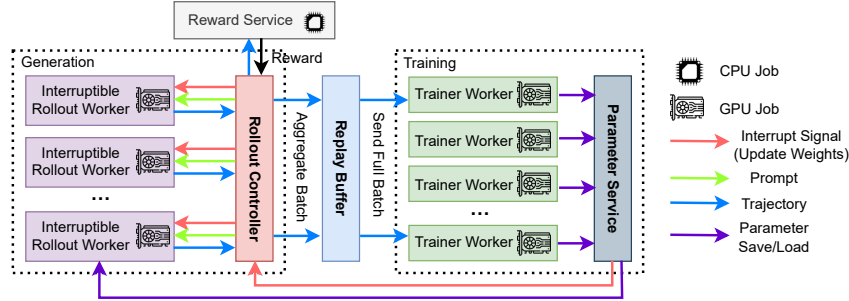 Reward Service
Reward
Generation
Training
Interruptible
Rollout Worker
Interruptible
Rollout Worker
...
Interruptible
Rollout Worker
Rollout Controller
Aggregate Batch
Replay Buffer
Send Full Batch
Trainer Worker
Trainer Worker
Trainer Worker
...
Trainer Worker
Parameter Service
CPU Job
GPU Job
Interrupt Signal
(Update Weights)
Prompt
Trajectory
Parameter
Save/Load